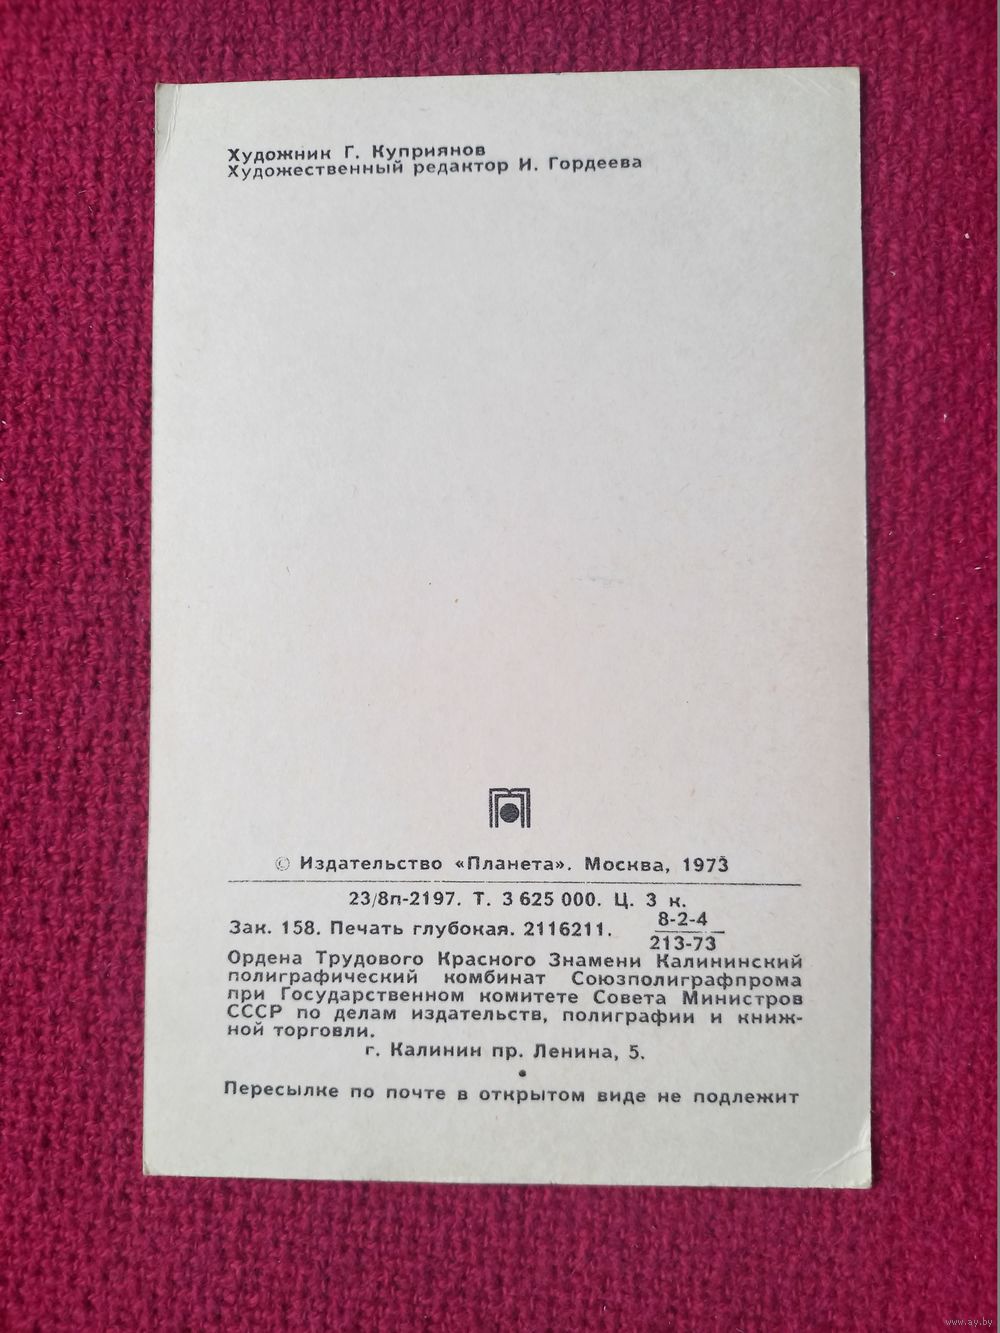 Художник Г. Куприянов
Художественный редактор И. Гордеева
© Издательство «Планета». Москва, 1973
23/8п-2197. Т. 3 625 000. Ц. 3 к.
Зак. 158. Печать глубокая. 2116211. 8-2-4
213-73
Ордена Трудового Красного Знамени Калининский
полиграфический комбинат Союзполиграфпрома
при Государственном комитете Совета Министров
СССР по делам издательств, полиграфии и книж-
ной торговли.
г. Калинин пр. Ленина, 5.
Пересылке по почте в открытом виде не подлежит
www.ay.by